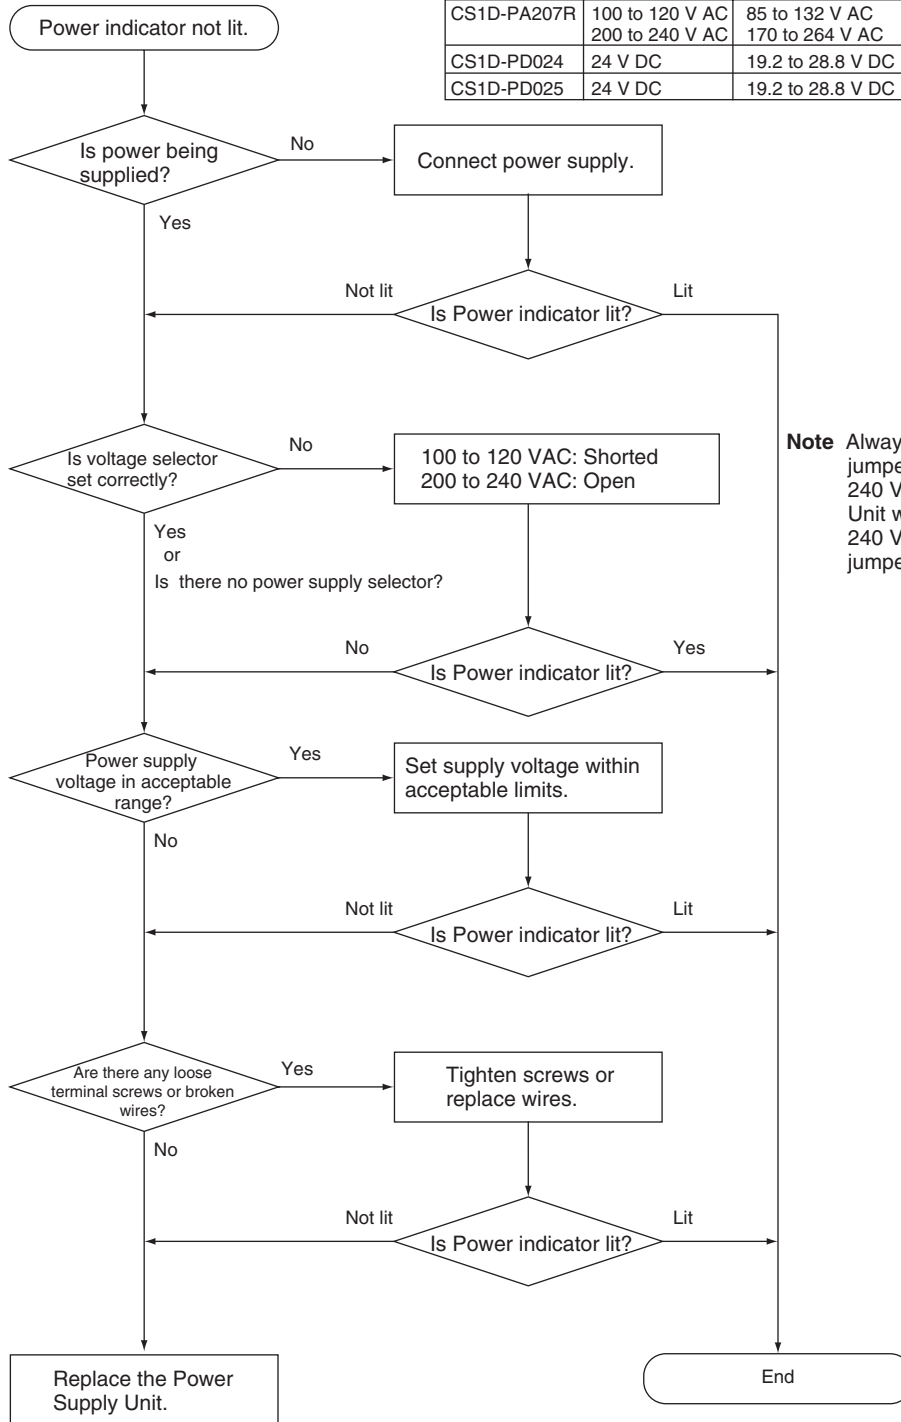 Power indicator not lit.
CS1D-PA207R 100 to 120 V AC 85 to 132 V AC
200 to 240 V AC 170 to 264 V AC
CS1D-PD024 24 V DC 19.2 to 28.8 V DC
CS1D-PD025 24 V DC 19.2 to 28.8 V DC
Is power being
supplied?
No
Connect power supply.
Yes
Not lit
Is Power indicator lit?
Lit
Is voltage selector
set correctly?
No
100 to 120 VAC: Shorted
200 to 240 VAC: Open
Note Alway
jumpe
240 V
Unit w
240 V
jumpe
Yes
or
Is there no power supply selector?
No
Is Power indicator lit?
Yes
Power supply
voltage in acceptable
range?
Yes
Set supply voltage within
acceptable limits.
No
Not lit
Is Power indicator lit?
Lit
Are there any loose
terminal screws or broken
wires?
Yes
Tighten screws or
replace wires.
No
Not lit
Is Power indicator lit?
Lit
Replace the Power
Supply Unit.
End